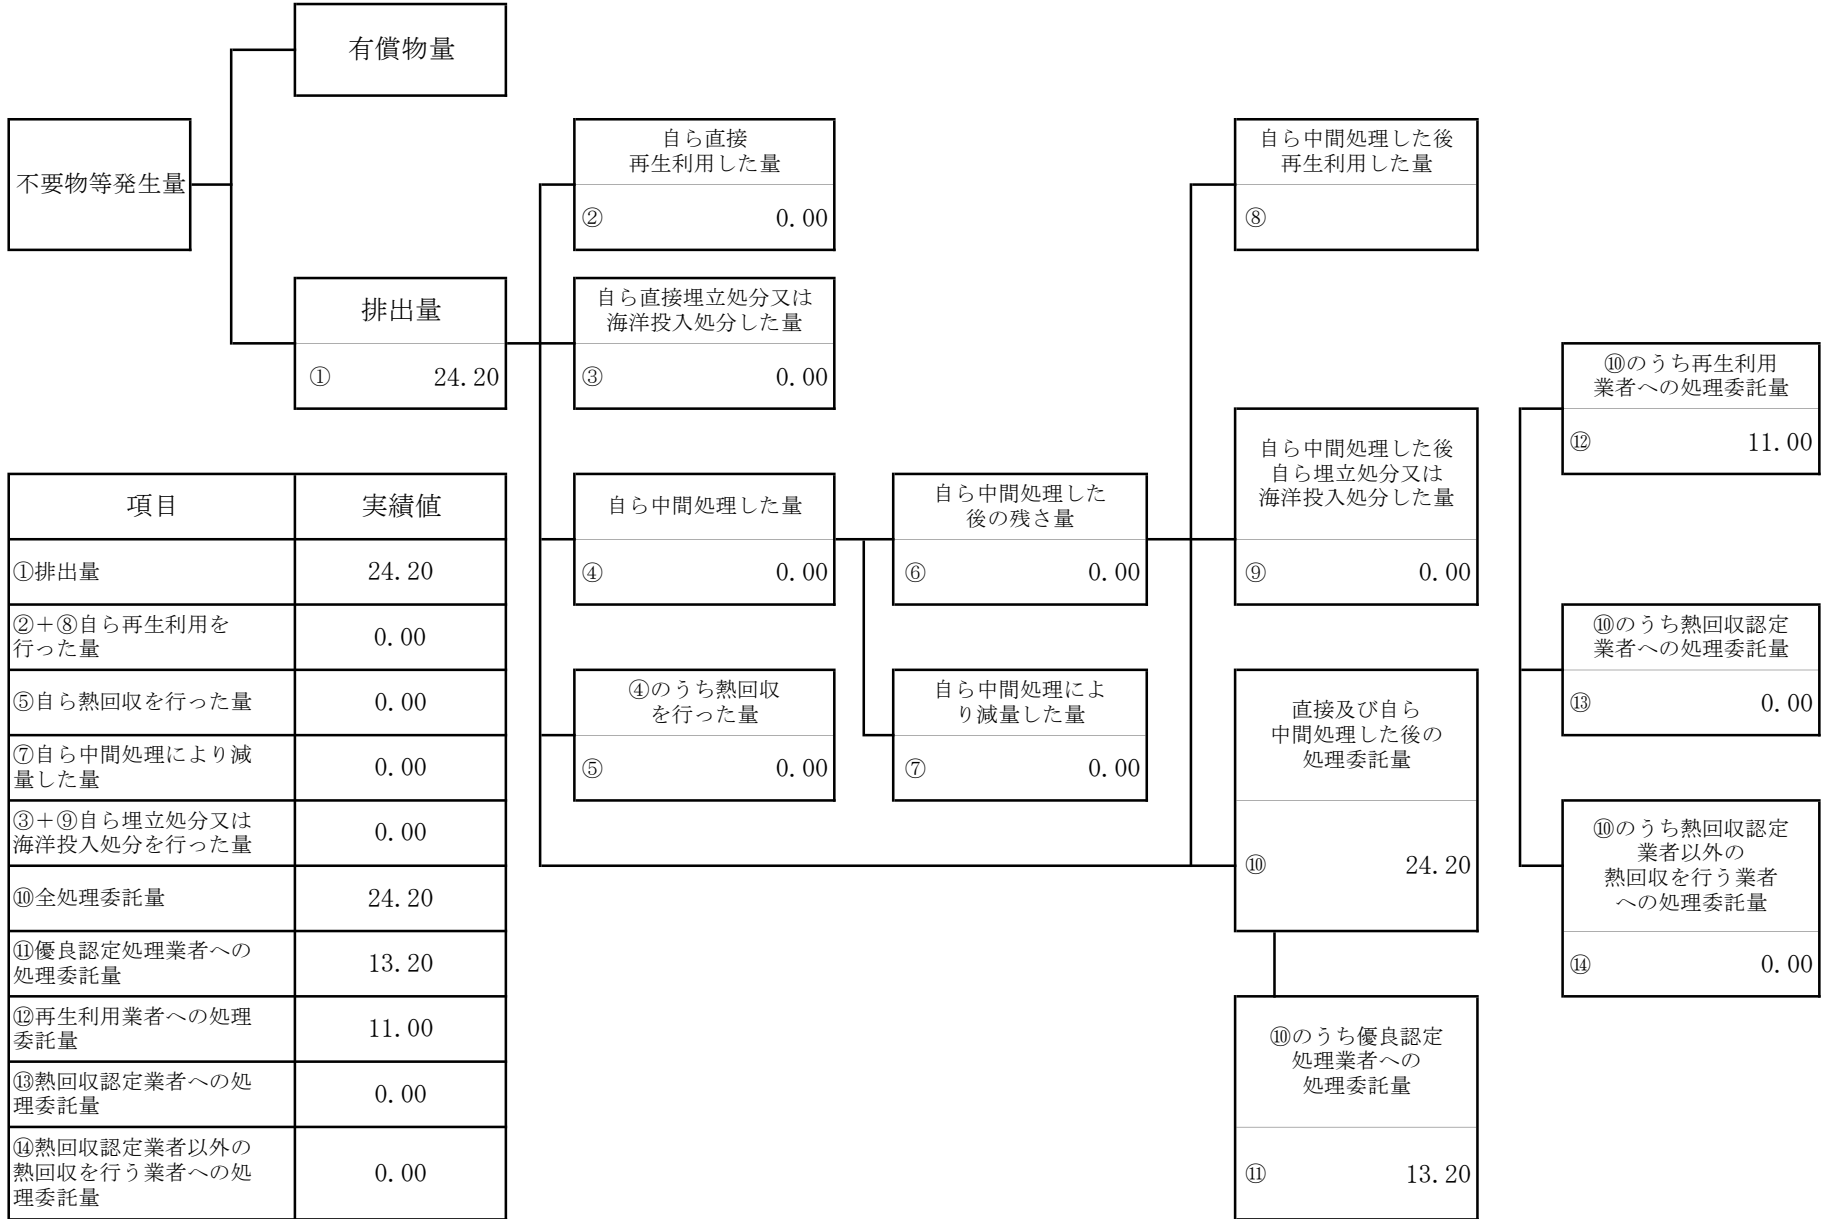 有償物量
不要物等発生量
排出量
① 24.20
自ら直接
再生利用した量
② 0.00
自ら直接埋立処分又は
海洋投入処分した量
③ 0.00
自ら中間処理した量
④ 0.00
④のうち熱回収
を行った量
⑤ 0.00
自ら中間処理した
後の残さ量
⑥ 0.00
自ら中間処理によ
り減量した量
⑦ 0.00
自ら中間処理した後
再生利用した量
⑧
自ら中間処理した後
自ら埋立処分又は
海洋投入処分した量
⑨ 0.00
直接及び自ら
中間処理した後の
処理委託量
⑩ 24.20
⑩のうち優良認定
処理業者への
処理委託量
⑪ 13.20
⑩のうち再生利用
業者への処理委託量
⑫ 11.00
⑩のうち熱回収認定
業者への処理委託量
⑬ 0.00
⑩のうち熱回収認定
業者以外の
熱回収を行う業者
への処理委託量
⑭ 0.00
項目 実績値
①排出量 24.20
②+⑧自ら再生利用を
行った量 0.00
⑤自ら熱回収を行った量 0.00
⑦自ら中間処理により減
量した量 0.00
③+⑨自ら埋立処分又は
海洋投入処分を行った量 0.00
⑩全処理委託量 24.20
⑪優良認定処理業者への
処理委託量 13.20
⑫再生利用業者への処理
委託量 11.00
⑬熱回収認定業者への処
理委託量 0.00
⑭熱回収認定業者以外の
熱回収を行う業者への処
理委託量 0.00